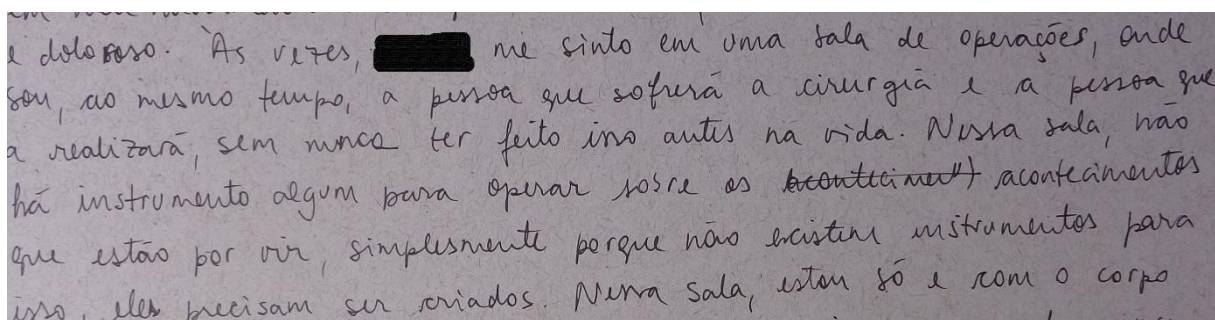 e doloroso. Às vezes, me sinto em uma sala de operações, onde
sou, ao mesmo tempo, a pessoa que sofrerá a cirurgia e a pessoa que
a realizará, sem nunca ter feito isso antes na vida. Nessa sala, não
há instrumento algum para operar sobre os acontecimentos
que estão por vir, simplesmente porque não existem instrumentos para
isso, eles precisam ser criados. Nessa sala, estou só e com o corpo